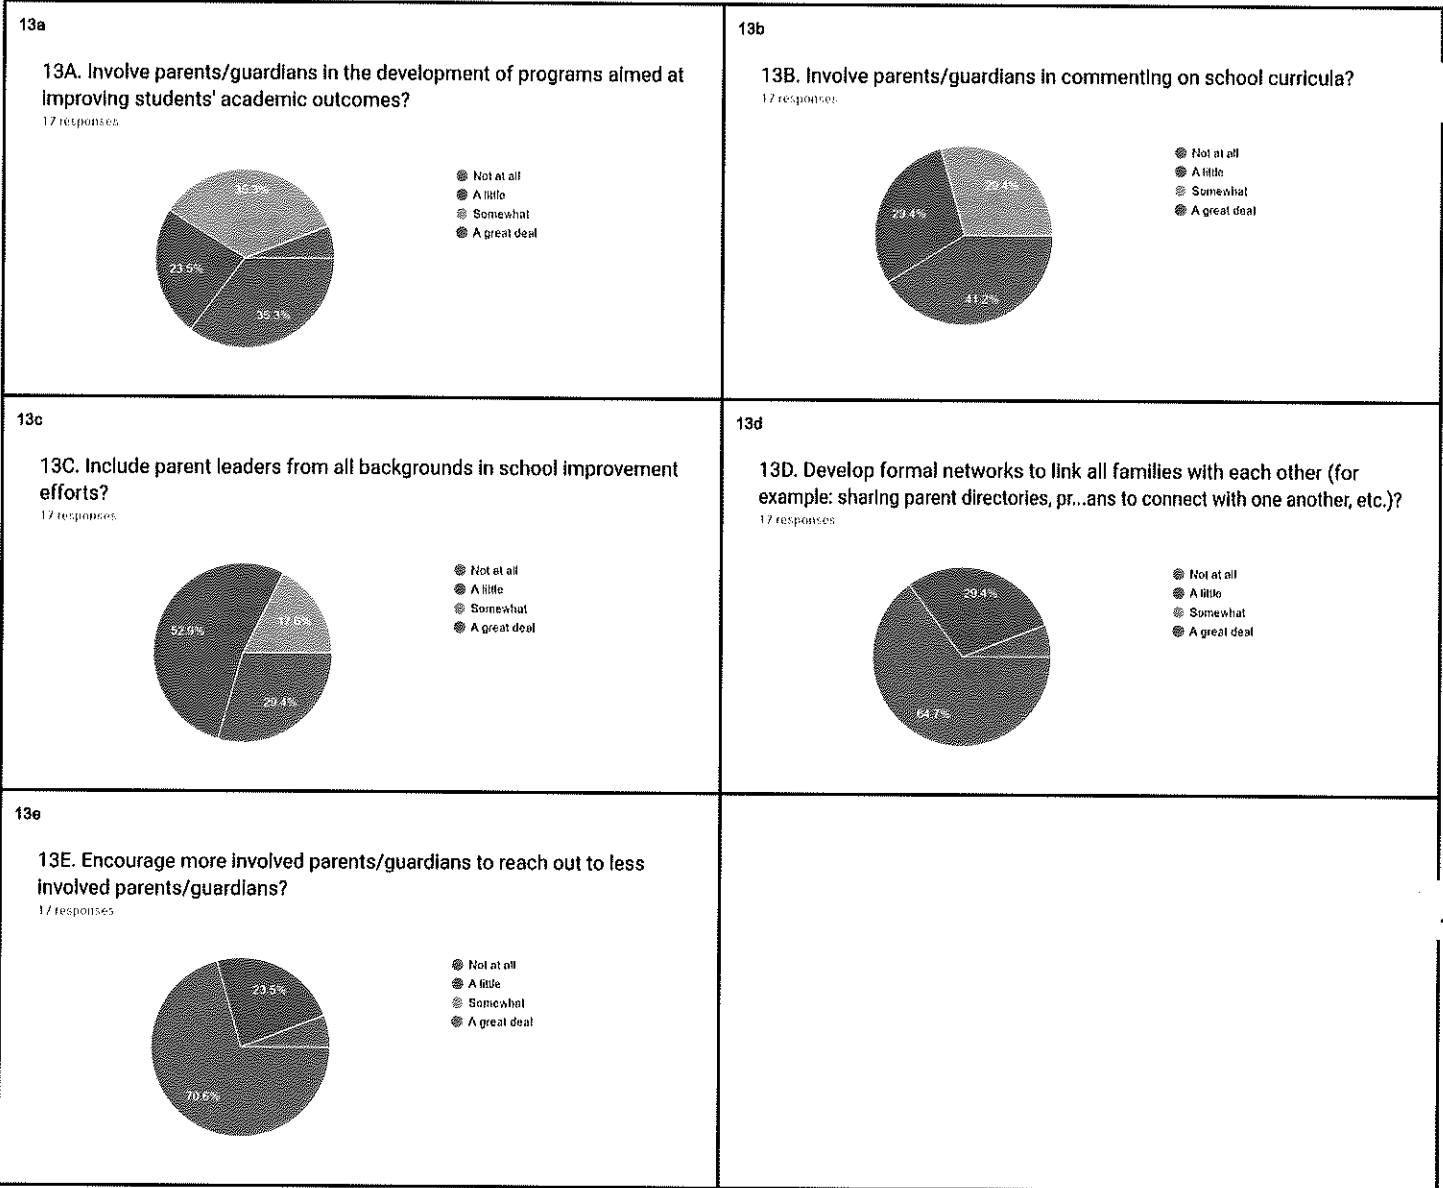 13a
13A. Involve parents/guardians in the development of programs aimed at
improving students' academic outcomes?
17 responses
35.3%
23.5%
35.3%
Not at all
A little
Somewhat
A great deal
13b
13B. Involve parents/guardians in commenting on school curricula?
17 responses
29.4%
29.4%
41.2%
Not at all
A little
Somewhat
A great deal
13c
13C. Include parent leaders from all backgrounds in school improvement
efforts?
17 responses
52.9%
17.6%
29.4%
Not at all
A little
Somewhat
A great deal
13d
13D. Develop formal networks to link all families with each other (for
example: sharing parent directories, pr...ans to connect with one another, etc.)?
17 responses
29.4%
64.7%
Not at all
A little
Somewhat
A great deal
13e
13E. Encourage more involved parents/guardians to reach out to less
involved parents/guardians?
17 responses
23.5%
70.6%
Not at all
A little
Somewhat
A great deal